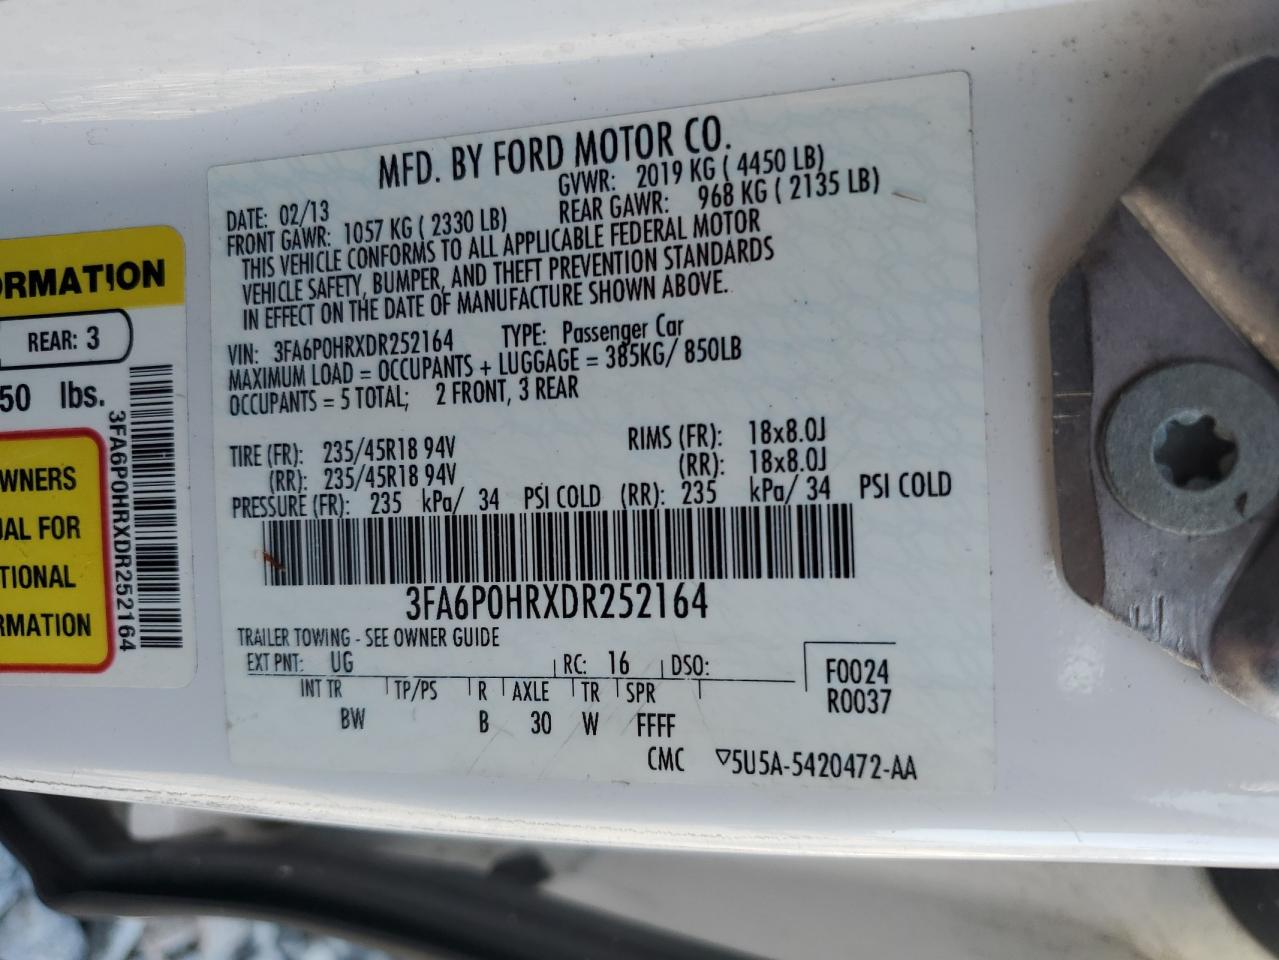 MFD. BY FORD MOTOR CO.
DATE: 02/13 GVWR: 2019 KG ( 4450 LB)
FRONT GAWR: 1057 KG ( 2330 LB) REAR GAWR: 968 KG ( 2135 LB)
THIS VEHICLE CONFORMS TO ALL APPLICABLE FEDERAL MOTOR
VEHICLE SAFETY, BUMPER, AND THEFT PREVENTION STANDARDS
IN EFFECT ON THE DATE OF MANUFACTURE SHOWN ABOVE.
VIN: 3FA6P0HRXDR252164 TYPE: Passenger Car
MAXIMUM LOAD = OCCUPANTS + LUGGAGE = 385KG/ 850LB
OCCUPANTS = 5 TOTAL; 2 FRONT, 3 REAR
TIRE (FR): 235/45R18 94V RIMS (FR): 18x8.0J
(RR): 235/45R18 94V (RR): 18x8.0J
PRESSURE (FR): 235 kPa/ 34 PSI COLD (RR): 235 kPa/ 34 PSI COLD
3FA6P0HRXDR252164
TRAILER TOWING - SEE OWNER GUIDE
EXT PNT: UG RC: 16 DSO: F0024
R0037
INT TR TP/PS R AXLE TR SPR
BW B 30 W FFFF
CMC ▽5U5A-5420472-AA
ORMATION
REAR: 3
50 lbs.
3FA6P0HRXDR252164
WNERS
UAL FOR
TIONAL
RMATION